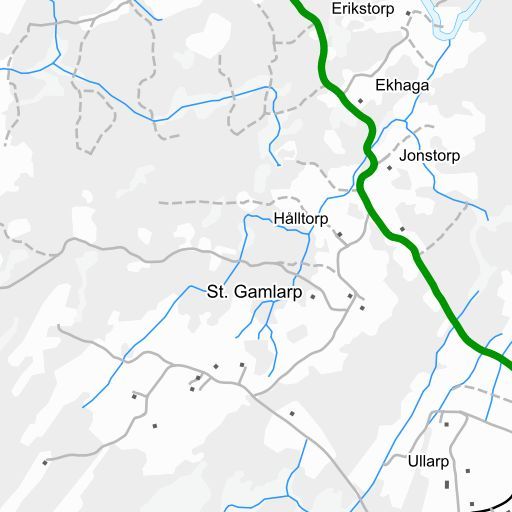 Erikstorp
Ekhaga
Jonstorp
Hålltorp
St. Gamlarp
Ullarp